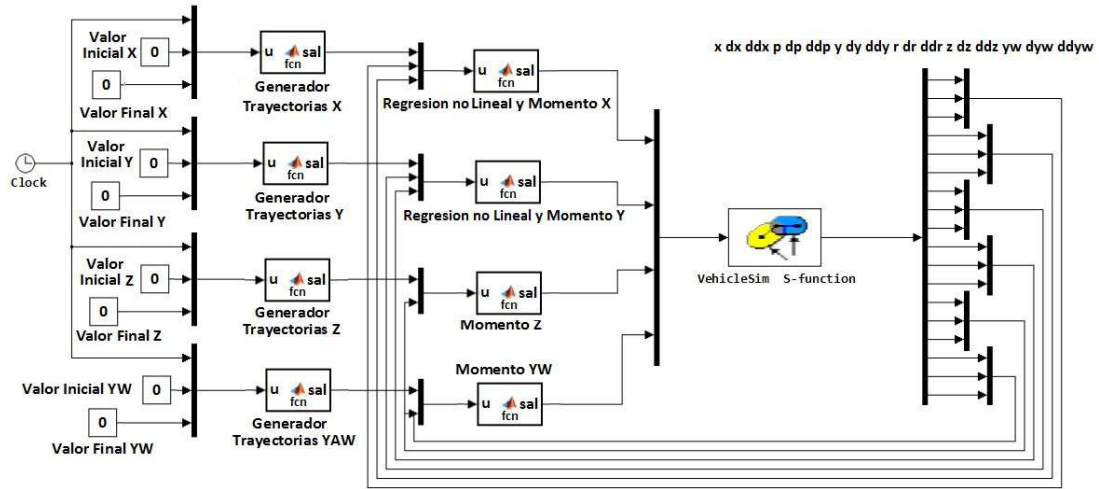 x dx ddx p dp ddp y dy ddy r dr ddr z dz ddz yw dyw ddyw
Valor
Inicial X
0
0
Valor Final X
u sal
fcn
Generador
Trayectorias X
u sal
fcn
Regresion no Lineal y Momento X
Clock
Valor
Inicial Y
0
0
Valor Final Y
u sal
fcn
Generador
Trayectorias Y
u sal
fcn
Regresion no Lineal y Momento Y
VehicleSim S-function
Valor
Inicial Z
0
0
Valor Final Z
u sal
fcn
Generador
Trayectorias Z
u sal
fcn
Momento Z
Valor Inicial YW
0
0
Valor Final YW
u sal
fcn
Generador
Trayectorias YAW
Momento YW
u sal
fcn